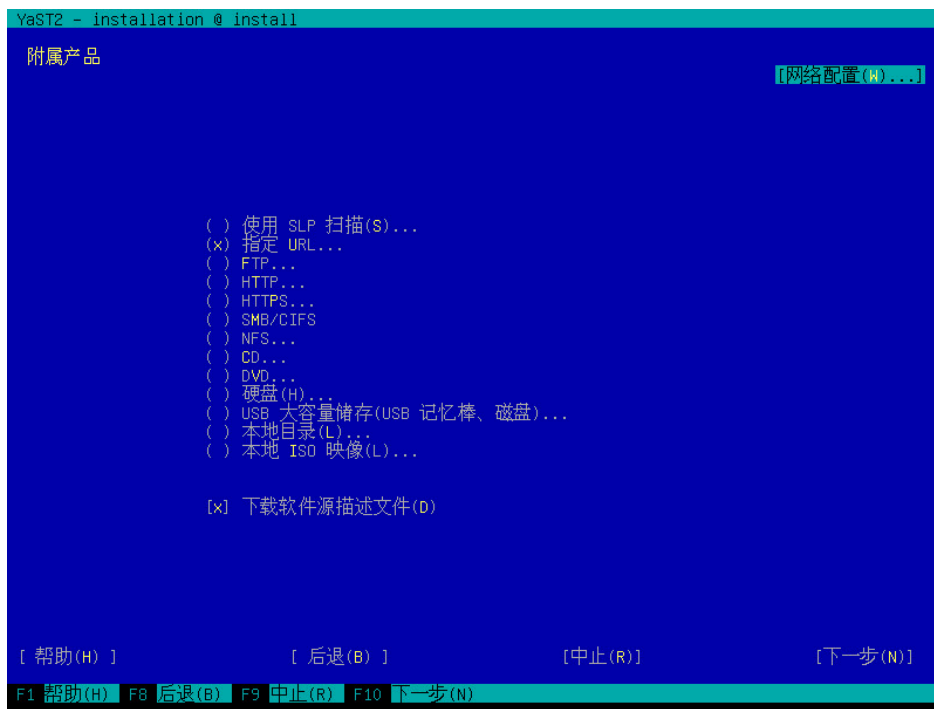 YaST2 - installation @ install
附属产品
[网络配置(W)...]
( ) 使用 SLP 扫描(S)...
(x) 指定 URL...
( ) FTP...
( ) HTTP...
( ) HTTPS...
( ) SMB/CIFS
( ) NFS...
( ) CD...
( ) DVD...
( ) 硬盘(H)...
( ) USB 大容量储存(USB 记忆棒、磁盘)...
( ) 本地目录(L)...
( ) 本地 ISO 映像(L)...
[x] 下载软件源描述文件(D)
[ 帮助(H) ] [ 后退(B) ] [中止(R)] [下一步(N)]
F1 帮助(H) F8 后退(B) F9 中止(R) F10 下一步(N)